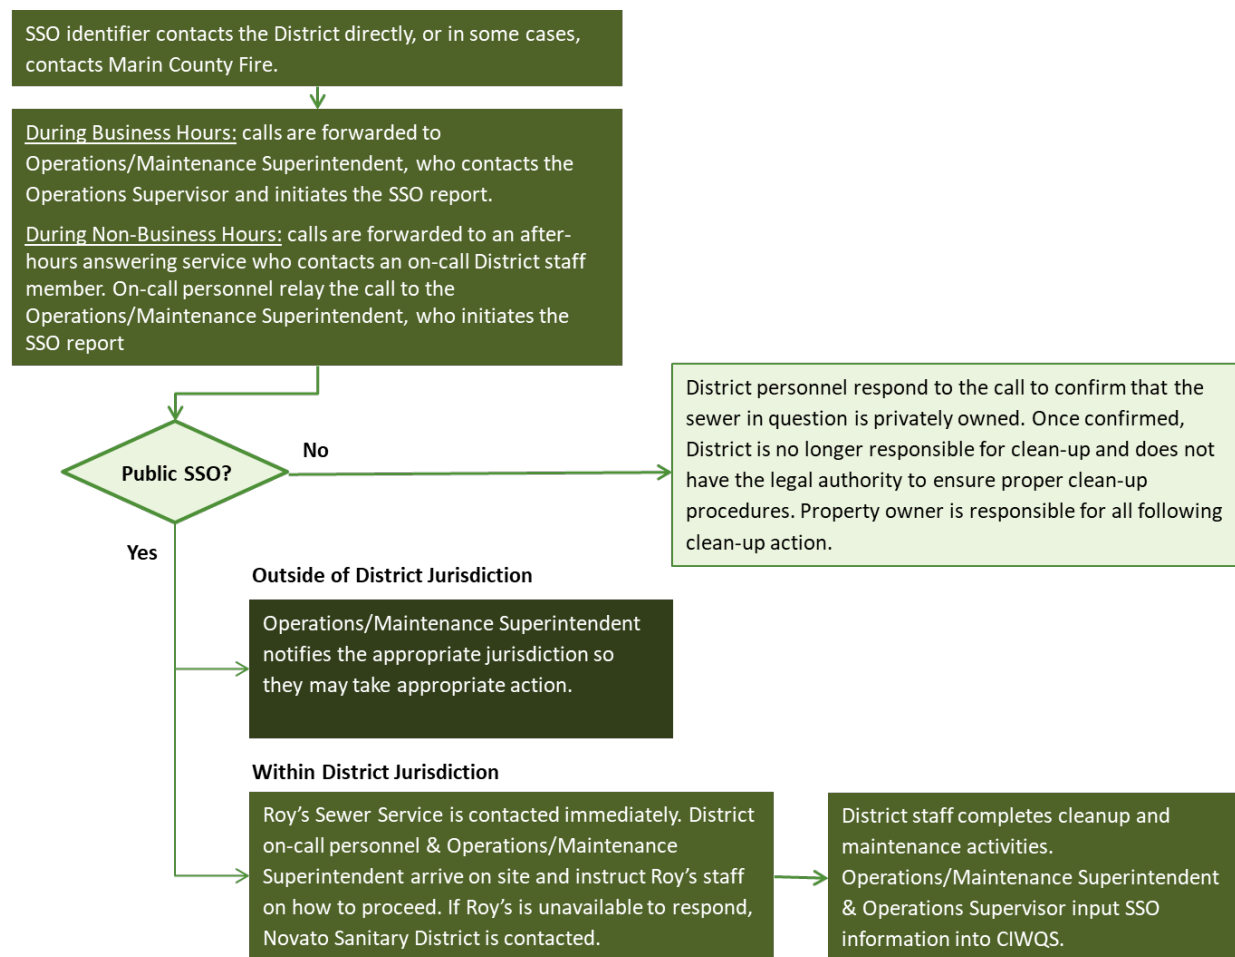 SSO identifier contacts the District directly, or in some cases,
contacts Marin County Fire.
During Business Hours: calls are forwarded to
Operations/Maintenance Superintendent, who contacts the
Operations Supervisor and initiates the SSO report.
During Non-Business Hours: calls are forwarded to an after-
hours answering service who contacts an on-call District staff
member. On-call personnel relay the call to the
Operations/Maintenance Superintendent, who initiates the
SSO report
Public SSO?
No
District personnel respond to the call to confirm that the
sewer in question is privately owned. Once confirmed,
District is no longer responsible for clean-up and does not
have the legal authority to ensure proper clean-up
procedures. Property owner is responsible for all following
clean-up action.
Yes
Outside of District Jurisdiction
Operations/Maintenance Superintendent
notifies the appropriate jurisdiction so
they may take appropriate action.
Within District Jurisdiction
Roy's Sewer Service is contacted immediately. District
on-call personnel & Operations/Maintenance
Superintendent arrive on site and instruct Roy's staff
on how to proceed. If Roy's is unavailable to respond,
Novato Sanitary District is contacted.
District staff completes cleanup and
maintenance activities.
Operations/Maintenance Superintendent
& Operations Supervisor input SSO
information into CIWQS.